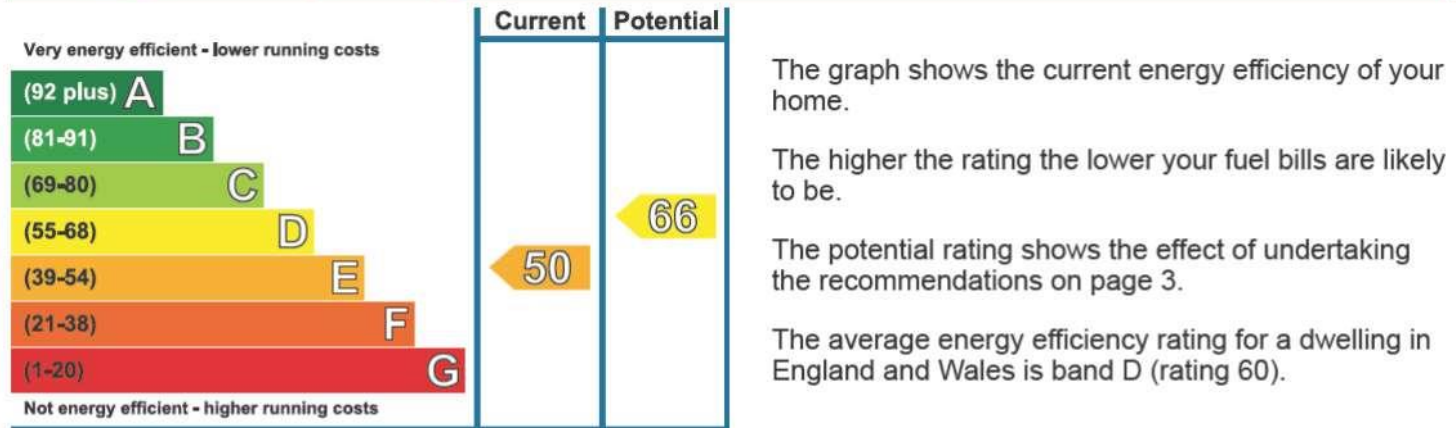 Current Potential
Very energy efficient - lower running costs
(92 plus) A
(81-91) B
(69-80) C
(55-68) D
(39-54) E
(21-38) F
(1-20) G
50
66
Not energy efficient - higher running costs
The graph shows the current energy efficiency of your
home.
The higher the rating the lower your fuel bills are likely
to be.
The potential rating shows the effect of undertaking
the recommendations on page 3.
The average energy efficiency rating for a dwelling in
England and Wales is band D (rating 60).